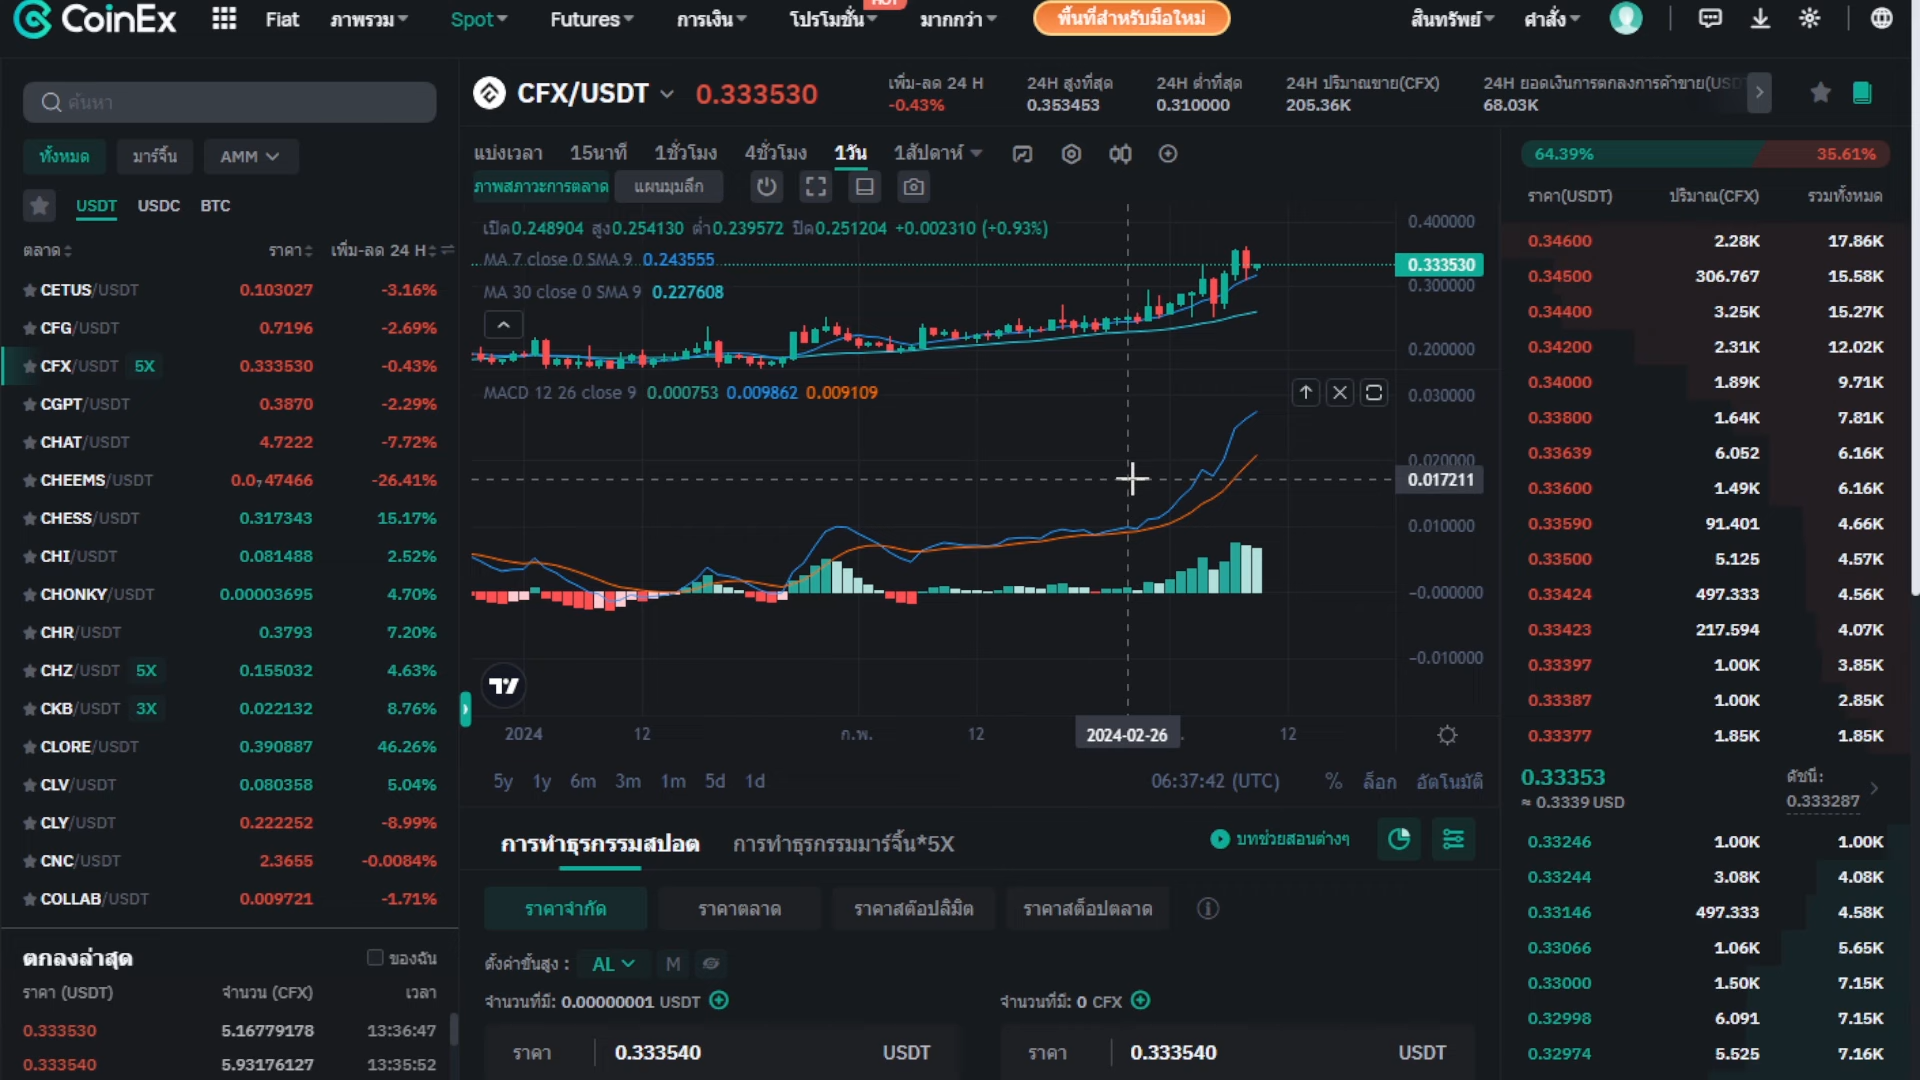 CoinEx Fiat ภาพรวม Spot Futures การเงิน โปรโมชั่น HOT มากกว่า พื้นที่สำหรับมือใหม่ สินทรัพย์ คำสั่ง
ค้นหา
ทั้งหมด มาร์จิ้น AMM
USDT USDC BTC
ตลาด ราคา เพิ่ม-ลด 24 H
CETUS/USDT 0.103027 -3.16%
CFG/USDT 0.7196 -2.69%
CFX/USDT 5X 0.333530 -0.43%
CGPT/USDT 0.3870 -2.29%
CHAT/USDT 4.7222 -7.72%
CHEEMS/USDT 0.0₇47466 -26.41%
CHESS/USDT 0.317343 15.17%
CHI/USDT 0.081488 2.52%
CHONKY/USDT 0.00003695 4.70%
CHR/USDT 0.3793 7.20%
CHZ/USDT 5X 0.155032 4.63%
CKB/USDT 3X 0.022132 8.76%
CLORE/USDT 0.390887 46.26%
CLV/USDT 0.080358 5.04%
CLY/USDT 0.222252 -8.99%
CNC/USDT 2.3655 -0.0084%
COLLAB/USDT 0.009721 -1.71%
ตกลงล่าสุด ของฉัน
ราคา (USDT) จำนวน (CFX) เวลา
0.333530 5.16779178 13:36:47
0.333540 5.93176127 13:35:52
CFX/USDT 0.333530
เพิ่ม-ลด 24 H 24H สูงที่สุด 24H ต่ำที่สุด 24H ปริมาณขาย(CFX) 24H ยอดเงินการตกลงการค้าขาย(USD
-0.43% 0.353453 0.310000 205.36K 68.03K
แบ่งเวลา 15นาที 1ชั่วโมง 4ชั่วโมง 1วัน 1สัปดาห์
ภาพสภาวะการตลาด แผนมุมลึก
เปิด0.248904 สูง0.254130 ต่ำ0.239572 ปิด0.251204 +0.002310 (+0.93%)
MA 7 close 0 SMA 9 0.243555
MA 30 close 0 SMA 9 0.227608
0.400000
0.333530
0.300000
0.200000
MACD 12 26 close 9 0.000753 0.009862 0.009109
0.030000
0.020000
0.017211
0.010000
-0.000000
-0.010000
2024 12 ก.พ. 12 2024-02-26 12
5y 1y 6m 3m 1m 5d 1d 06:37:42 (UTC) % ล็อก อัตโนมัติ
การทำธุรกรรมสปอต การทำธุรกรรมมาร์จิ้น*5X บทช่วยสอนต่างๆ
ราคาจำกัด ราคาตลาด ราคาสต๊อปลิมิต ราคาสต็อปตลาด
ตั้งค่าขั้นสูง : AL M
จำนวนที่มี: 0.00000001 USDT จำนวนที่มี: 0 CFX
ราคา 0.333540 USDT ราคา 0.333540 USDT
64.39% 35.61%
ราคา(USDT) ปริมาณ(CFX) รวมทั้งหมด
0.34600 2.28K 17.86K
0.34500 306.767 15.58K
0.34400 3.25K 15.27K
0.34200 2.31K 12.02K
0.34000 1.89K 9.71K
0.33800 1.64K 7.81K
0.33639 6.052 6.16K
0.33600 1.49K 6.16K
0.33590 91.401 4.66K
0.33500 5.125 4.57K
0.33424 497.333 4.56K
0.33423 217.594 4.07K
0.33397 1.00K 3.85K
0.33387 1.00K 2.85K
0.33377 1.85K 1.85K
0.33353 ดัชนี:
≈ 0.3339 USD 0.333287
0.33246 1.00K 1.00K
0.33244 3.08K 4.08K
0.33146 497.333 4.58K
0.33066 1.06K 5.65K
0.33000 1.50K 7.15K
0.32998 6.091 7.15K
0.32974 5.525 7.16K